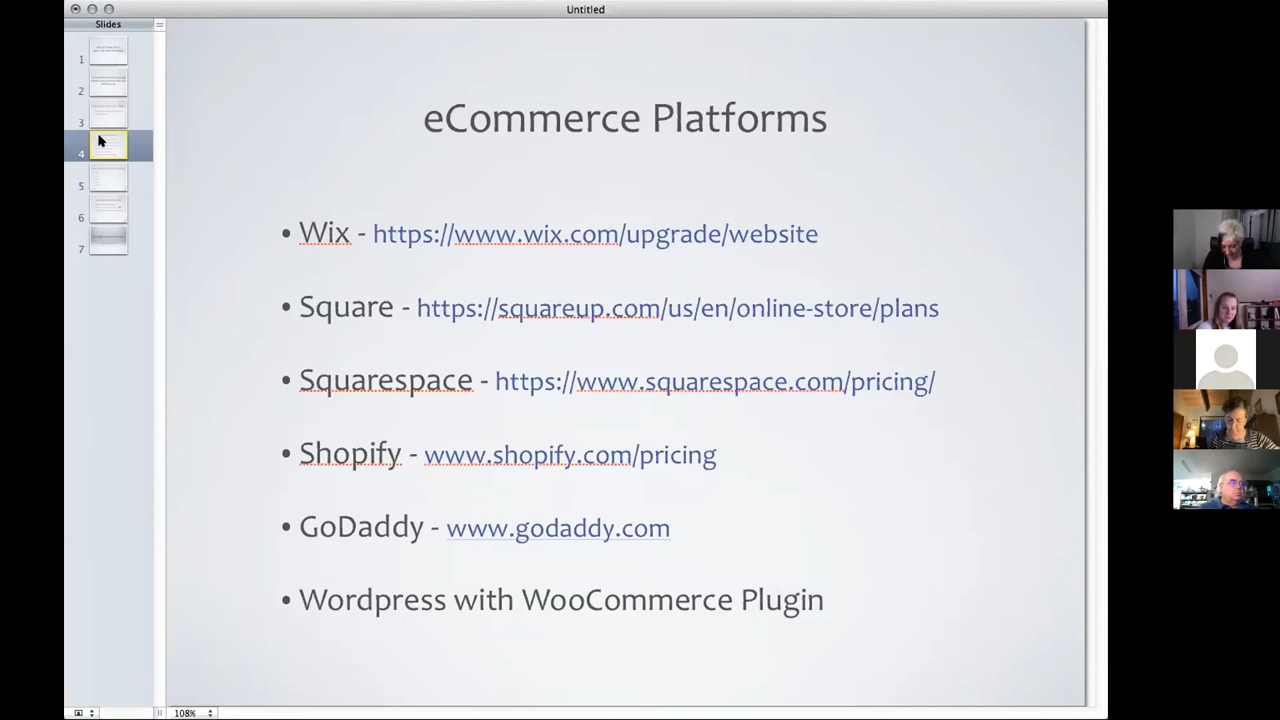 Untitled
Slides
1
2
3
4
5
6
7
eCommerce Platforms
• Wix - https://www.wix.com/upgrade/website
• Square - https://squareup.com/us/en/online-store/plans
• Squarespace - https://www.squarespace.com/pricing/
• Shopify - www.shopify.com/pricing
• GoDaddy - www.godaddy.com
• Wordpress with WooCommerce Plugin
108%